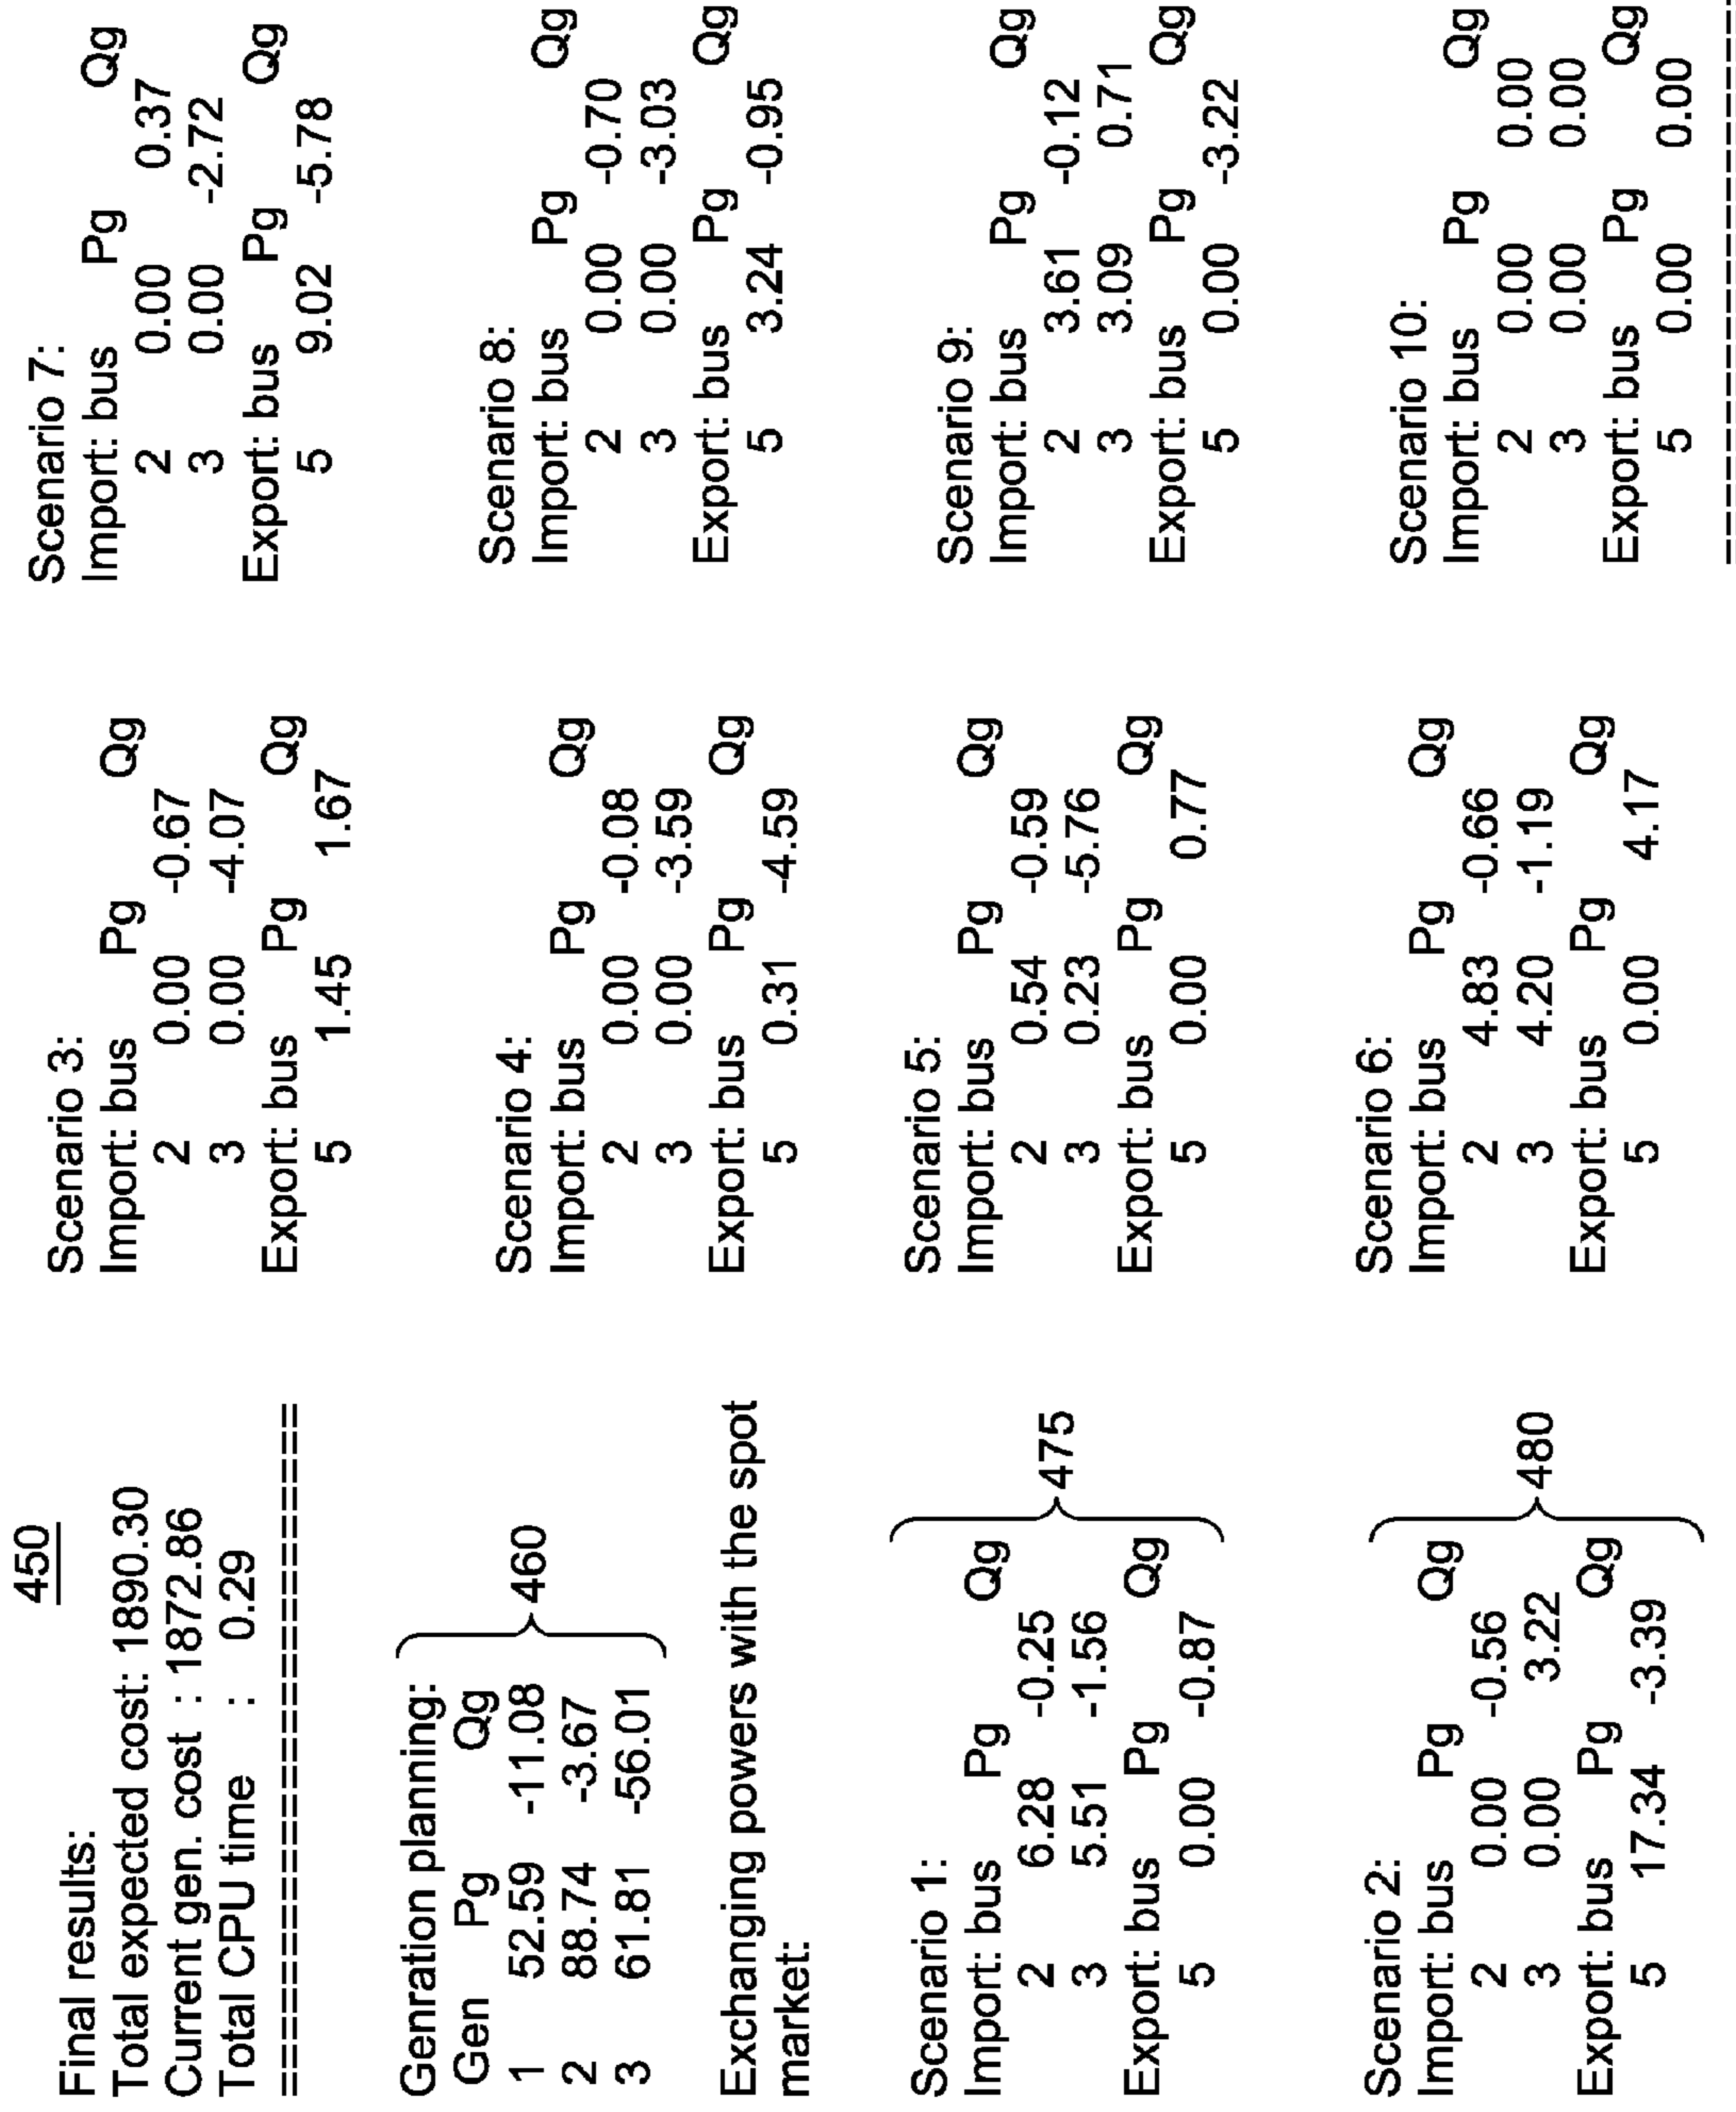 450
Final results:
Total expected cost: 1890.30
Current gen. cost : 1872.86
Total CPU time : 0.29
==============================
Genration planning:
Gen Pg Qg
1 52.59 -11.08
2 88.74 -3.67
3 61.81 -56.01
460
Exchanging powers with the spot
market:
Scenario 1:
Import: bus Pg Qg
2 6.28 -0.25
3 5.51 -1.56
Export: bus Pg Qg
5 0.00 -0.87
475
Scenario 2:
Import: bus Pg Qg
2 0.00 -0.56
3 0.00 3.22
Export: bus Pg Qg
5 17.34 -3.39
480
Scenario 3:
Import: bus Pg Qg
2 0.00 -0.67
3 0.00 -4.07
Export: bus Pg Qg
5 1.45 1.67
Scenario 4:
Import: bus Pg Qg
2 0.00 -0.08
3 0.00 -3.59
Export: bus Pg Qg
5 0.31 -4.59
Scenario 5:
Import: bus Pg Qg
2 0.54 -0.59
3 0.23 -5.76
Export: bus Pg Qg
5 0.00 0.77
Scenario 6:
Import: bus Pg Qg
2 4.83 -0.66
3 4.20 -1.19
Export: bus Pg Qg
5 0.00 4.17
Scenario 7:
Import: bus Pg Qg
2 0.00 0.37
3 0.00 -2.72
Export: bus Pg Qg
5 9.02 -5.78
Scenario 8:
Import: bus Pg Qg
2 0.00 -0.70
3 0.00 -3.03
Export: bus Pg Qg
5 3.24 -0.95
Scenario 9:
Import: bus Pg Qg
2 3.61 -0.12
3 3.09 0.71
Export: bus Pg Qg
5 0.00 -3.22
Scenario 10:
Import: bus Pg Qg
2 0.00 0.00
3 0.00 0.00
Export: bus Pg Qg
5 0.00 0.00
------------------------------